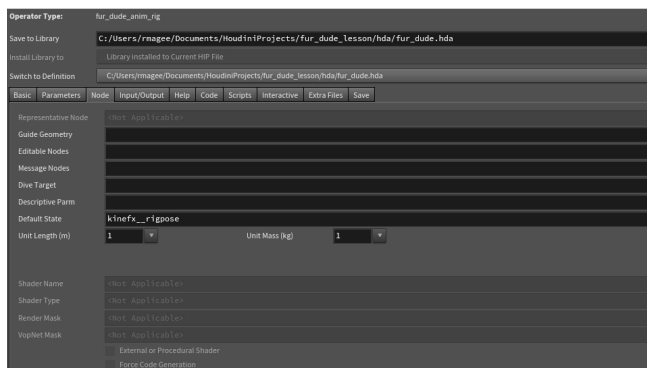 Operator Type: fur_dude_anim_rig
Save to Library C:/Users/rmagee/Documents/HoudiniProjects/fur_dude_lesson/hda/fur_dude.hda
Install Library to Library installed to Current HIP File
Switch to Definition C:/Users/rmagee/Documents/HoudiniProjects/fur_dude_lesson/hda/fur_dude.hda
Basic Parameters Node Input/Output Help Code Scripts Interactive Extra Files Save
Representative Node <Not Applicable>
Guide Geometry
Editable Nodes
Message Nodes
Dive Target
Descriptive Parm
Default State kinefx__rigpose
Unit Length (m) 1 Unit Mass (kg) 1
Shader Name <Not Applicable>
Shader Type <Not Applicable>
Render Mask <Not Applicable>
VopNet Mask <Not Applicable>
External or Procedural Shader
Force Code Generation